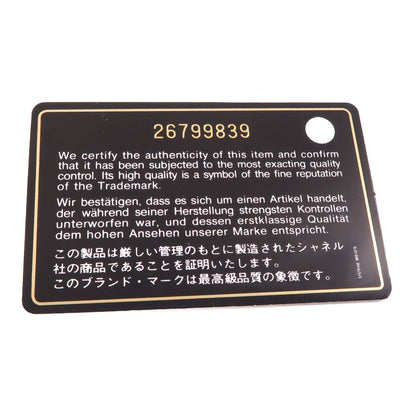 26799839
We certify the authenticity of this item and confirm
that it has been subjected to the most exacting quality
control. Its high quality is a symbol of the fine reputation
of the Trademark.
Wir bestätigen, dass es sich um einen Artikel handelt,
der während seiner Herstellung strengsten Kontrollen
unterworfen war, und dessen erstklassige Qualität
dem hohen Ansehen unserer Marke entspricht.
この製品は厳しい管理のもとに製造されたシャネル
社の商品であることを証明いたします。
このブランド・マークは最高級品質の象徴です。